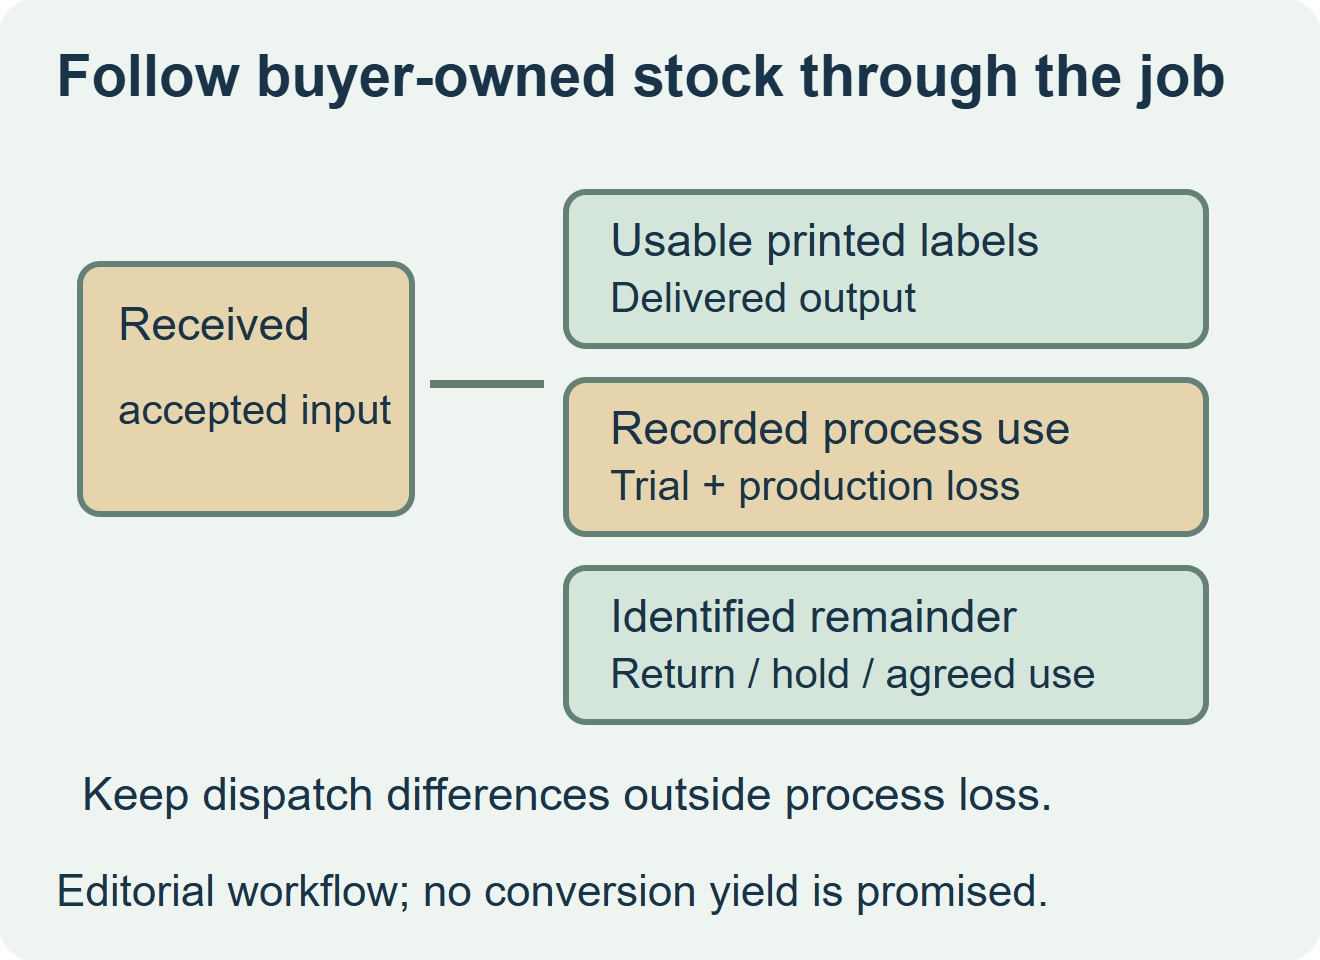 Follow buyer-owned stock through the job
Received
accepted input
Usable printed labels
Delivered output
Recorded process use
Trial + production loss
Identified remainder
Return / hold / agreed use
Keep dispatch differences outside process loss.
Editorial workflow; no conversion yield is promised.